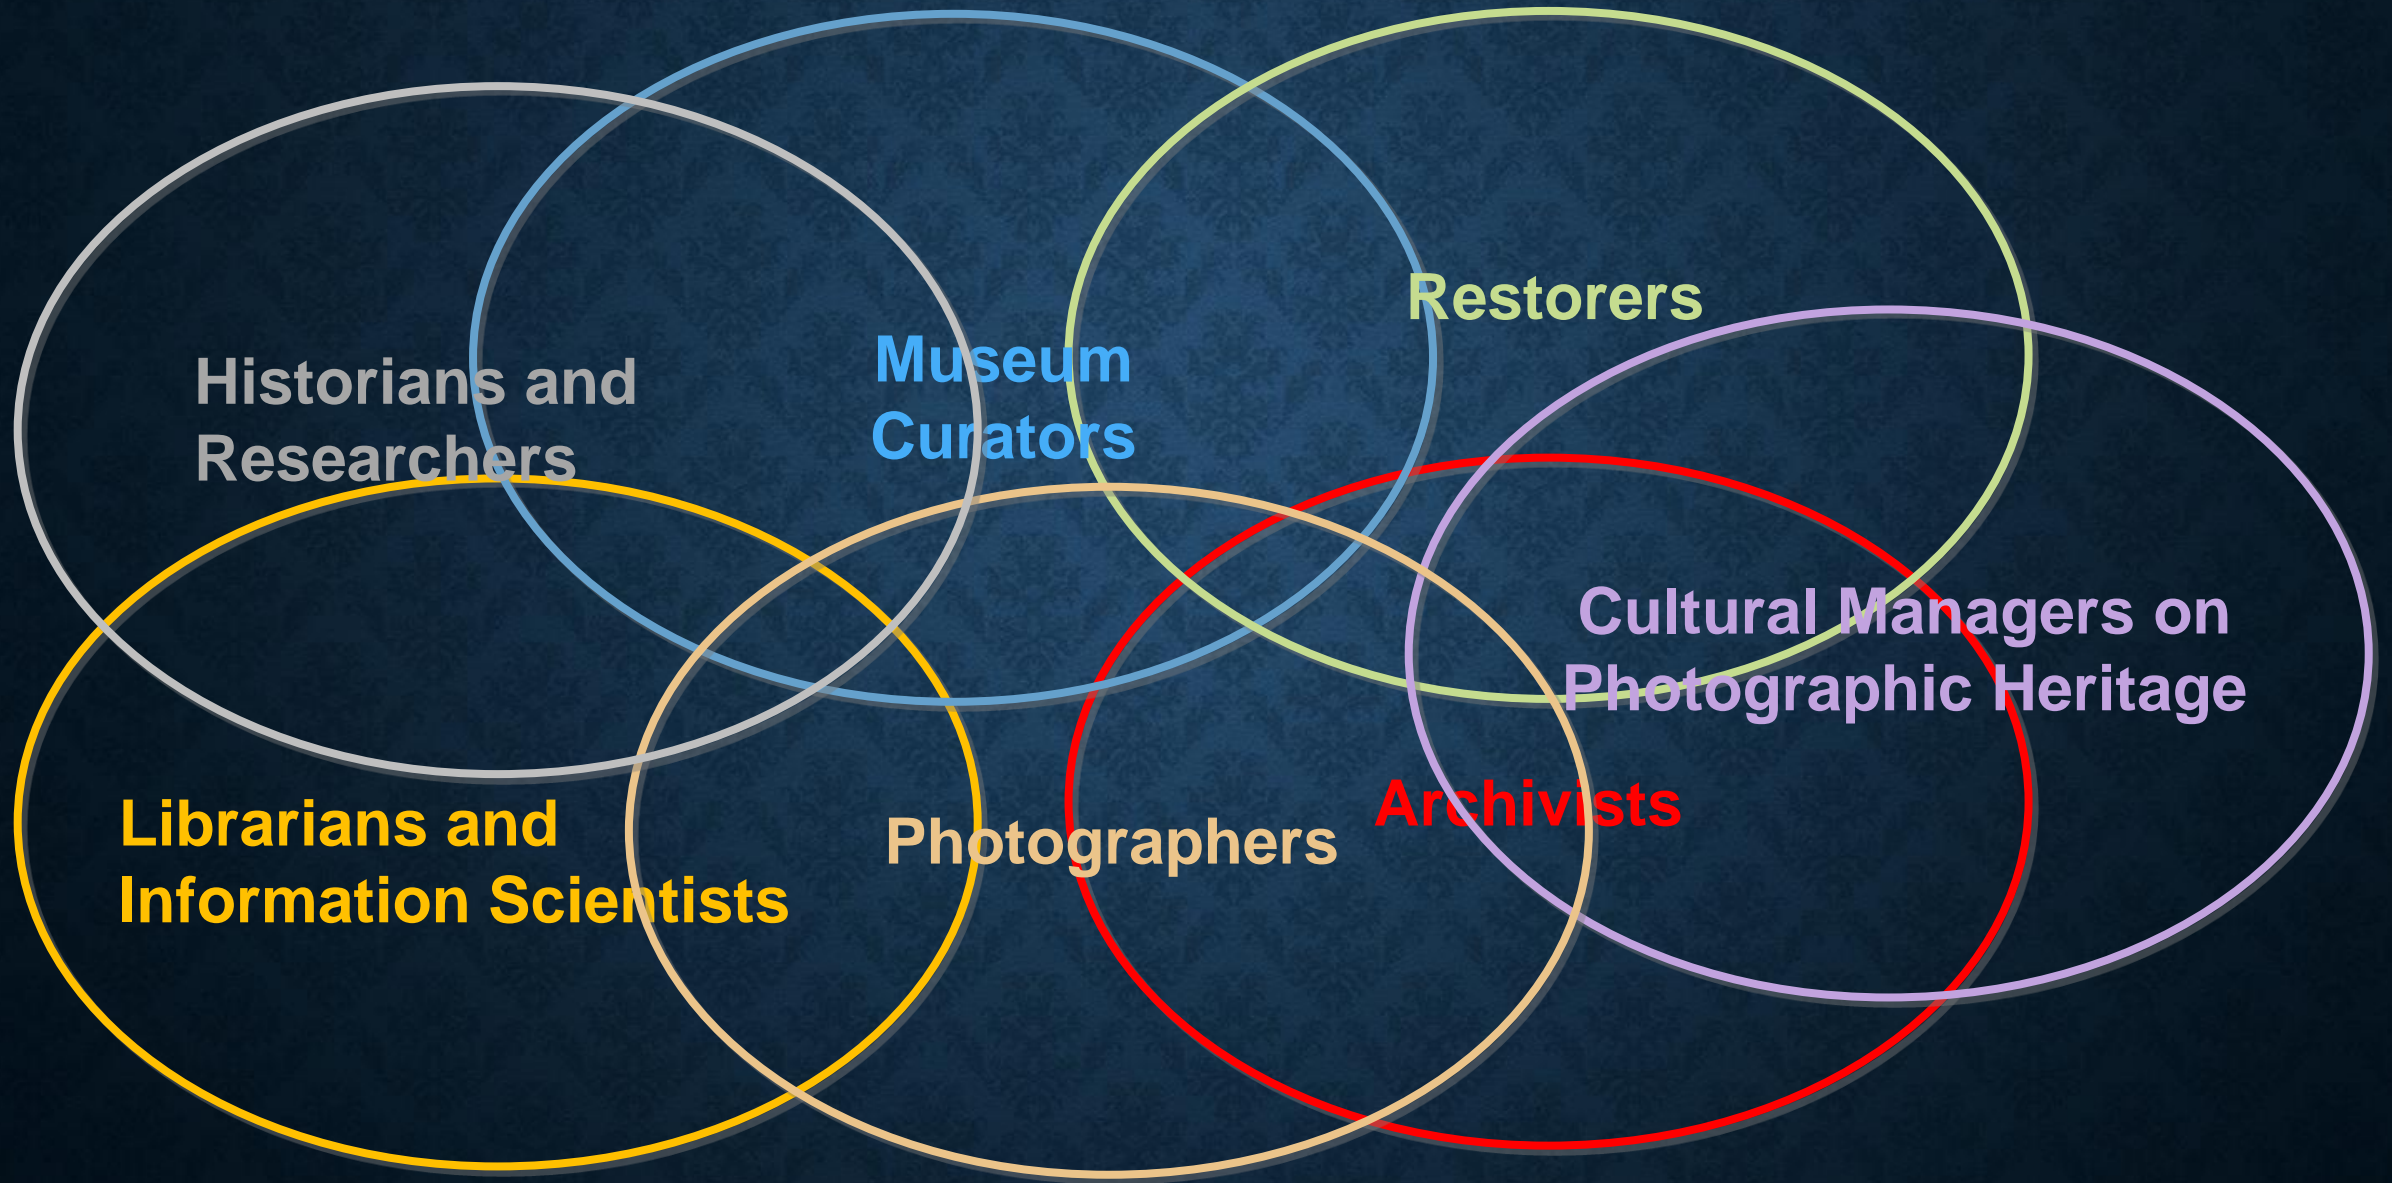 Restorers
Museum
Curators
Historians and
Researchers
Cultural Managers on
Photographic Heritage
Archivists
Photographers
Librarians and
Information Scientists